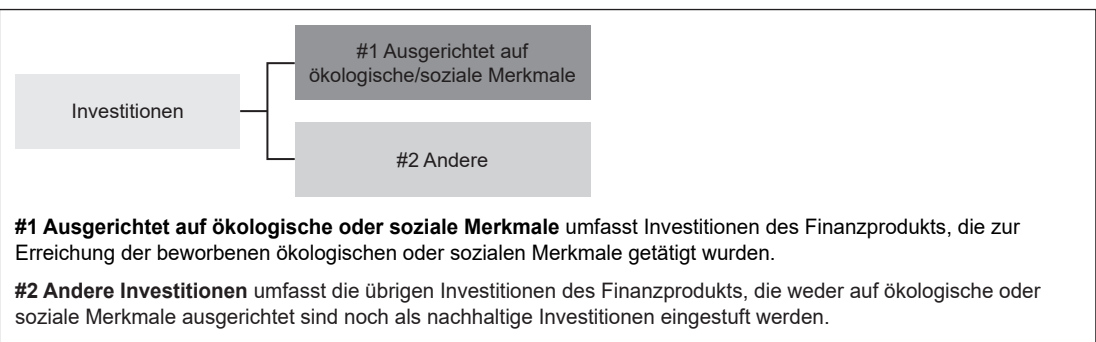 #1 Ausgerichtet auf
ökologische/soziale Merkmale
Investitionen
#2 Andere
#1 Ausgerichtet auf ökologische oder soziale Merkmale umfasst Investitionen des Finanzprodukts, die zur
Erreichung der beworbenen ökologischen oder sozialen Merkmale getätigt wurden.
#2 Andere Investitionen umfasst die übrigen Investitionen des Finanzprodukts, die weder auf ökologische oder
soziale Merkmale ausgerichtet sind noch als nachhaltige Investitionen eingestuft werden.